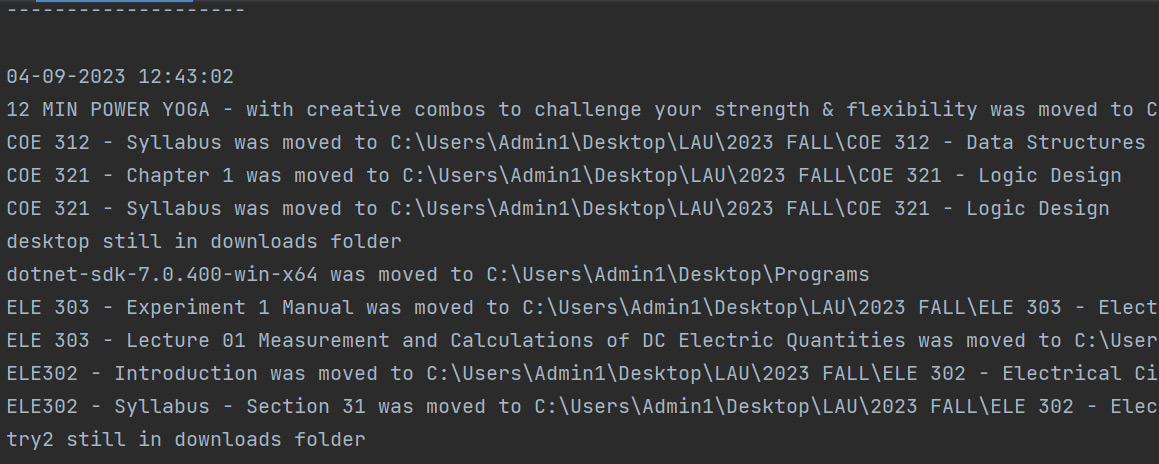 --------------------
04-09-2023 12:43:02
12 MIN POWER YOGA - with creative combos to challenge your strength & flexibility was moved to C
COE 312 - Syllabus was moved to C:\Users\Admin1\Desktop\LAU\2023 FALL\COE 312 - Data Structures
COE 321 - Chapter 1 was moved to C:\Users\Admin1\Desktop\LAU\2023 FALL\COE 321 - Logic Design
COE 321 - Syllabus was moved to C:\Users\Admin1\Desktop\LAU\2023 FALL\COE 321 - Logic Design
desktop still in downloads folder
dotnet-sdk-7.0.400-win-x64 was moved to C:\Users\Admin1\Desktop\Programs
ELE 303 - Experiment 1 Manual was moved to C:\Users\Admin1\Desktop\LAU\2023 FALL\ELE 303 - Elect
ELE 303 - Lecture 01 Measurement and Calculations of DC Electric Quantities was moved to C:\User
ELE302 - Introduction was moved to C:\Users\Admin1\Desktop\LAU\2023 FALL\ELE 302 - Electrical Ci
ELE302 - Syllabus - Section 31 was moved to C:\Users\Admin1\Desktop\LAU\2023 FALL\ELE 302 - Elec
try2 still in downloads folder